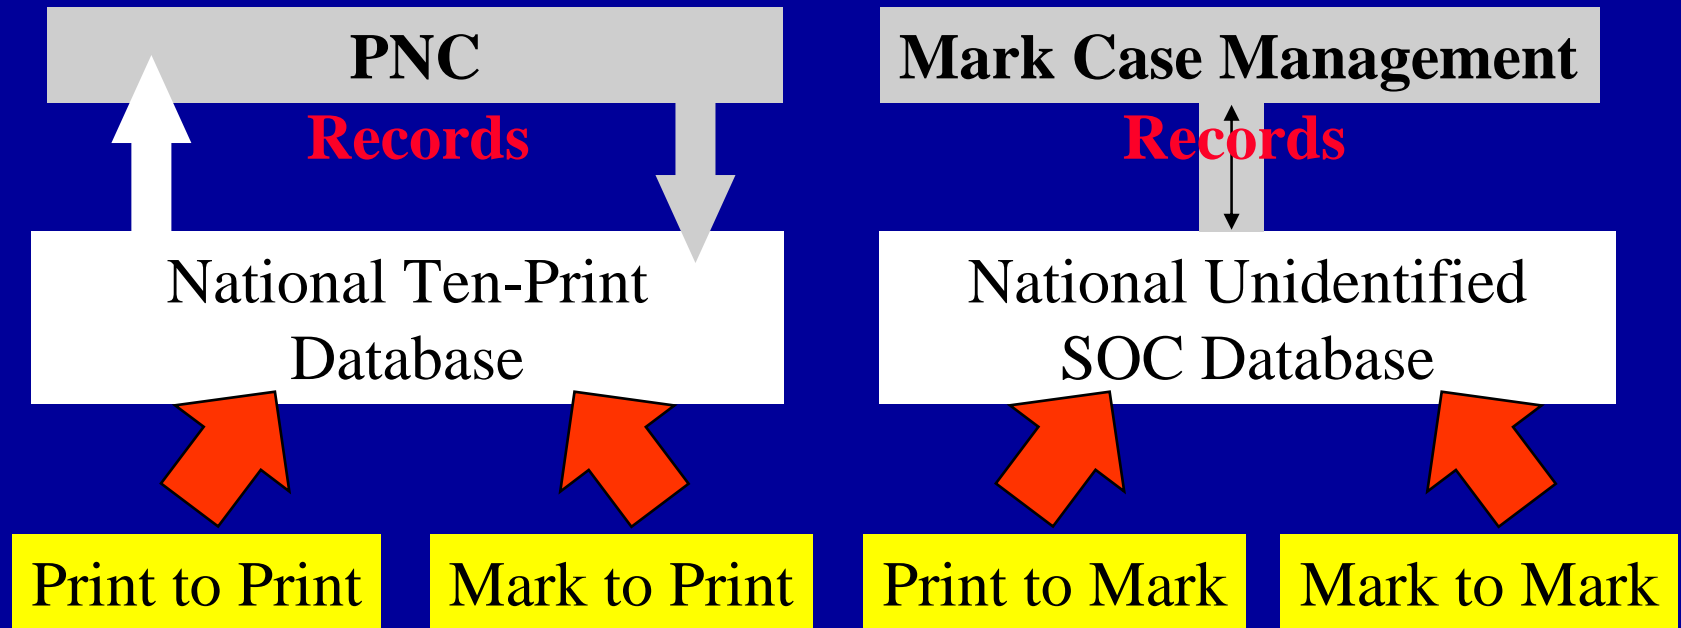 PNC
Records
National Ten-Print
Database
Print to Print
Mark to Print
Mark Case Management
Records
National Unidentified
SOC Database
Print to Mark
Mark to Mark